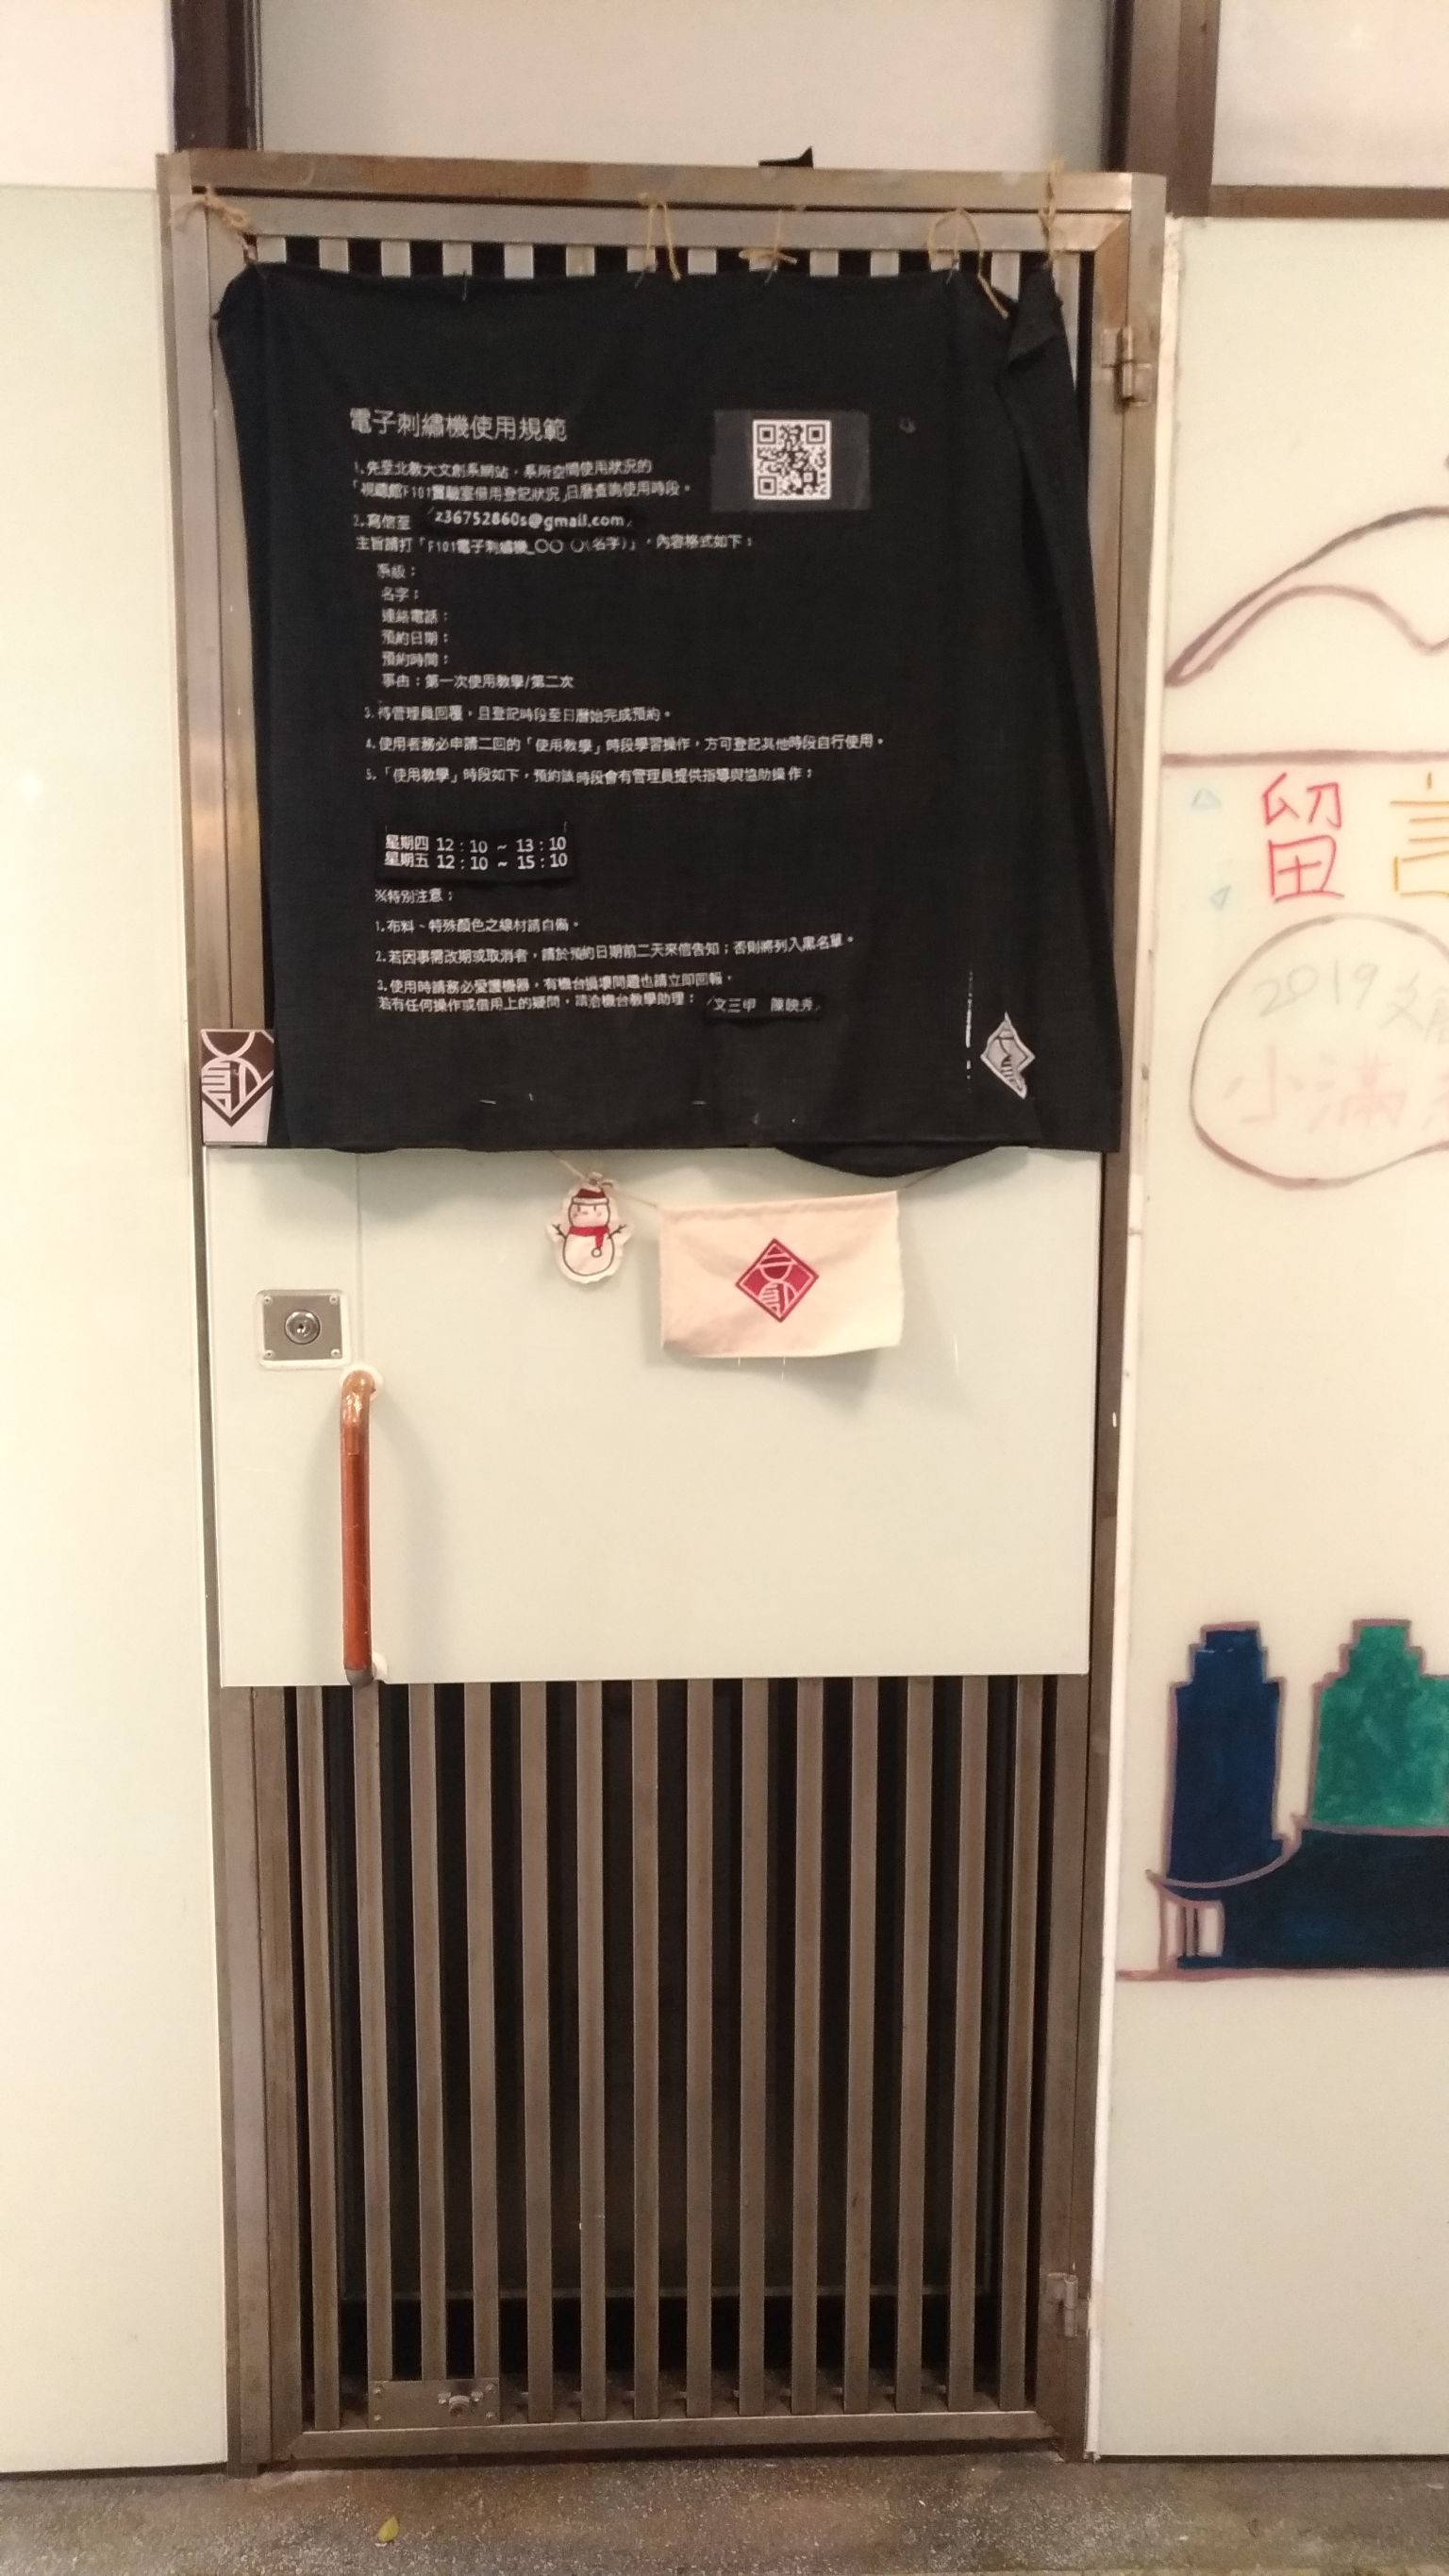 電子刺繡機使用規範
1.先至北教大文創系網站,系所空間使用狀況的
「視聽館F101實驗室借用登記狀況」日曆查詢使用時段。
2.寫信至 z36752860s@gmail.com
主旨請打「F101電子刺繡機_○○○(名字)」,內容格式如下:
系級:
名字:
連絡電話:
預約日期:
預約時間:
事由:第一次使用教學/第二次
3.待管理員回覆,且登記時段至日曆始完成預約。
4.使用者務必申請二回的「使用教學」時段學習操作,方可登記其他時段自行使用。
5.「使用教學」時段如下,預約該時段會有管理員提供指導與協助操作:
星期四 12:10 ~ 13:10
星期五 12:10 ~ 15:10
※特別注意:
1.布料、特殊顏色之線材請自備。
2.若因事需改期或取消者,請於預約日期前二天來信告知;否則將列入黑名單。
3.使用時請務必愛護機器,有機台損壞問題也請立即回報。
若有任何操作或借用上的疑問,請洽機台教學助理: 文三甲 陳映秀
留言
2019文
小滿